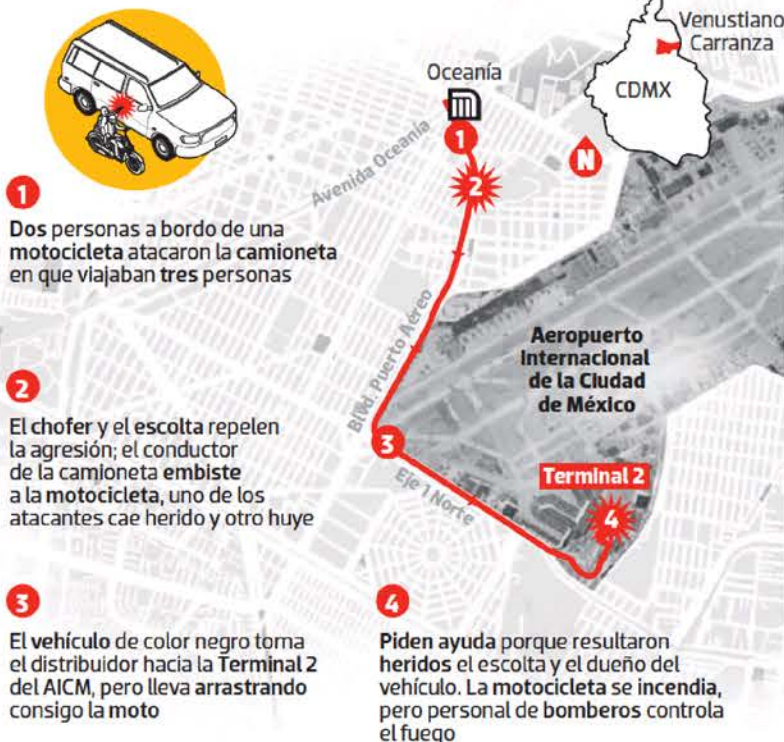 Venustiano
Carranza
CDMX
Oceanía
1
Avenida Oceanía
2
N
1
Dos personas a bordo de una
motocicleta atacaron la camioneta
en que viajaban tres personas
Blvd. Puerto Aéreo
Aeropuerto
Internacional
de la Ciudad
de México
2
El chofer y el escolta repelen
la agresión; el conductor
de la camioneta embiste
a la motocicleta, uno de los
atacantes cae herido y otro huye
3
Eje 1 Norte
Terminal 2
4
3
El vehículo de color negro toma
el distribuidor hacia la Terminal 2
del AICM, pero lleva arrastrando
consigo la moto
4
Piden ayuda porque resultaron
heridos el escolta y el dueño del
vehículo. La motocicleta se incendia,
pero personal de bomberos controla
el fuego